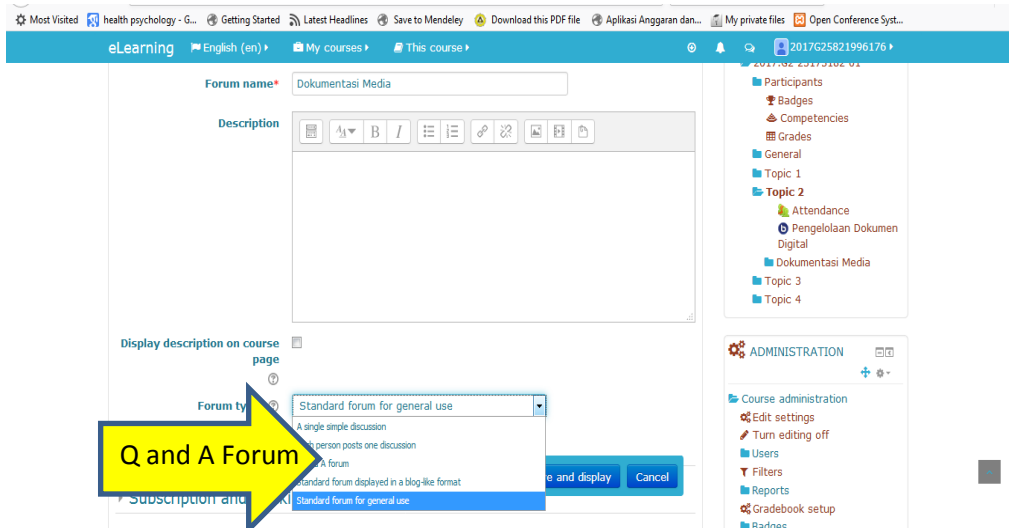 Most Visited health psychology - G... Getting Started Latest Headlines Save to Mendeley Download this PDF file Aplikasi Anggaran dan... My private files Open Conference Syst...
eLearning English (en) My courses This course 2017G25821996176
Forum name* Dokumentasi Media
Description
B I
Display description on course
page
Forum Standard forum for general use
A single simple discussion
person posts one discussion
A forum
Standard forum displayed in a blog-like format
Standard forum for general use
and display Cancel
Subscription and
Q and A Forum
Participants
Badges
Competencies
Grades
General
Topic 1
Topic 2
Attendance
Pengelolaan Dokumen
Digital
Dokumentasi Media
Topic 3
Topic 4
ADMINISTRATION
Course administration
Edit settings
Turn editing off
Users
Filters
Reports
Gradebook setup
Badges